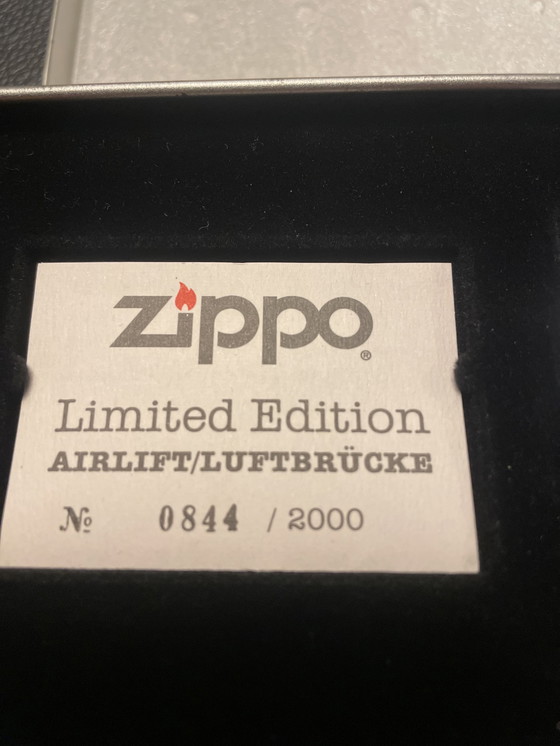 zippo®
Limited Edition
AIRLIFT/LUFTBRÜCKE
№ 0844 / 2000